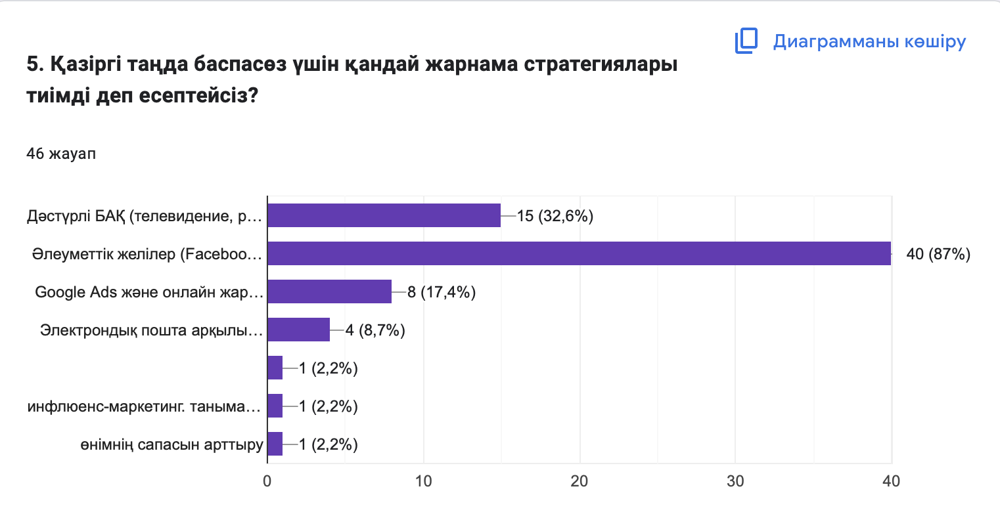 Диаграмманы көшіру
5. Қазіргі таңда баспасөз үшін қандай жарнама стратегиялары
тиімді деп есептейсіз?
46 жауап
Дәстүрлі БАҚ (телевидение, р… 15 (32,6%)
Әлеуметтік желілер (Faceboo… 40 (87%)
Google Ads және онлайн жар… 8 (17,4%)
Электрондық пошта арқылы… 4 (8,7%)
1 (2,2%)
инфлюенс-маркетинг. таныма… 1 (2,2%)
өнімнің сапасын арттыру 1 (2,2%)
0 10 20 30 40